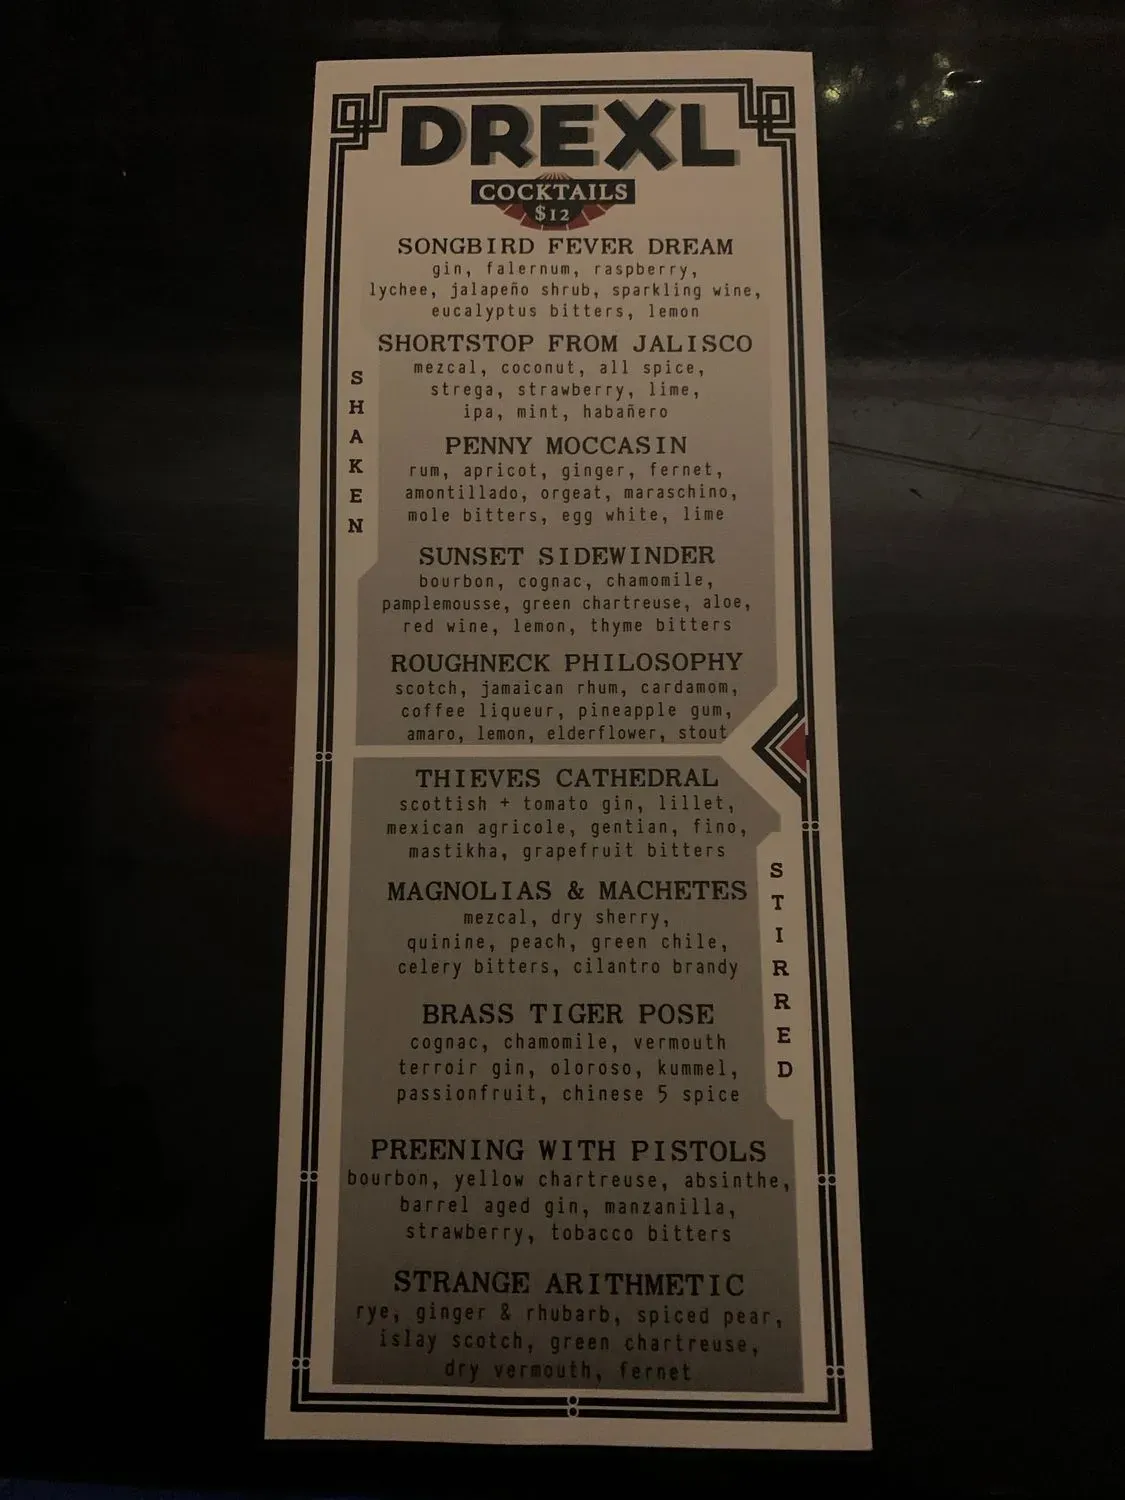 DREXL
COCKTAILS
$12
SHAKEN
SONGBIRD FEVER DREAM
gin, falernum, raspberry,
lychee, jalapeño shrub, sparkling wine,
eucalyptus bitters, lemon
SHORTSTOP FROM JALISCO
mezcal, coconut, all spice,
strega, strawberry, lime,
ipa, mint, habañero
PENNY MOCCASIN
rum, apricot, ginger, fernet,
amontillado, orgeat, maraschino,
mole bitters, egg white, lime
SUNSET SIDEWINDER
bourbon, cognac, chamomile,
pamplemousse, green chartreuse, aloe,
red wine, lemon, thyme bitters
ROUGHNECK PHILOSOPHY
scotch, jamaican rhum, cardamom,
coffee liqueur, pineapple gum,
amaro, lemon, elderflower, stout
STIRRED
THIEVES CATHEDRAL
scottish + tomato gin, lillet,
mexican agricole, gentian, fino,
mastikha, grapefruit bitters
MAGNOLIAS & MACHETES
mezcal, dry sherry,
quinine, peach, green chile,
celery bitters, cilantro brandy
BRASS TIGER POSE
cognac, chamomile, vermouth
terroir gin, oloroso, kummel,
passionfruit, chinese 5 spice
PREENING WITH PISTOLS
bourbon, yellow chartreuse, absinthe,
barrel aged gin, manzanilla,
strawberry, tobacco bitters
STRANGE ARITHMETIC
rye, ginger & rhubarb, spiced pear,
islay scotch, green chartreuse,
dry vermouth, fernet